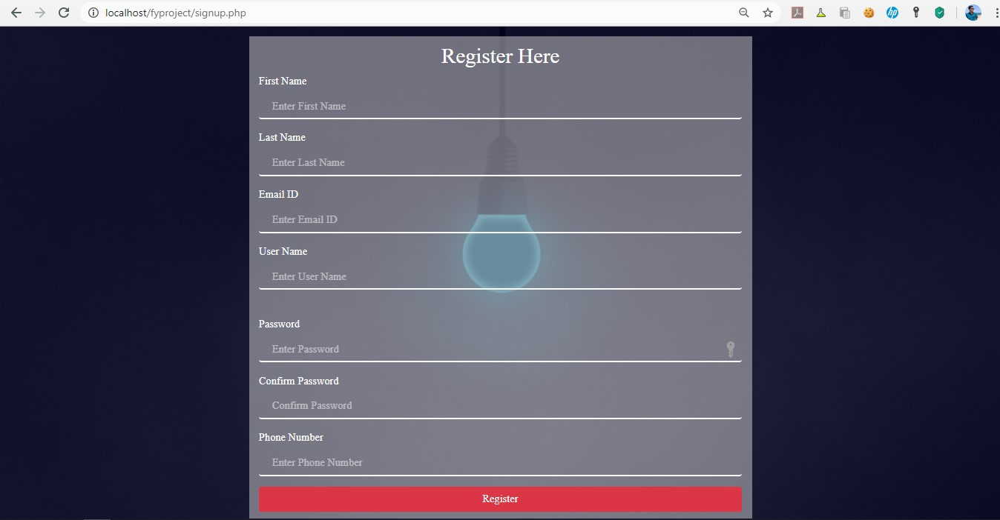 localhost/fyproject/signup.php
hp
Register Here
First Name
Enter First Name
Last Name
Enter Last Name
Email ID
Enter Email ID
User Name
Enter User Name
Password
Enter Password
Confirm Password
Confirm Password
Phone Number
Enter Phone Number
Register